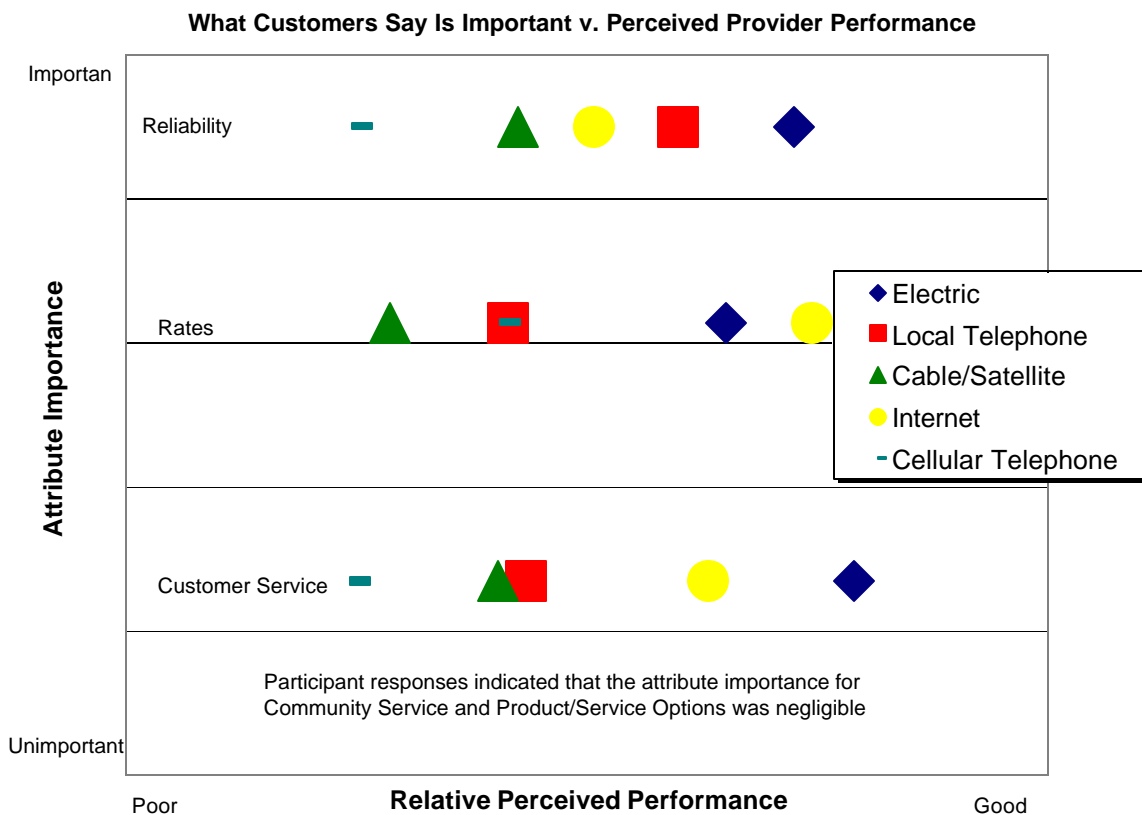 What Customers Say Is Important v. Perceived Provider Performance
Importan
Reliability
Rates
Electric
Local Telephone
Cable/Satellite
Internet
Cellular Telephone
Attribute Importance
Customer Service
Participant responses indicated that the attribute importance for
Community Service and Product/Service Options was negligible
Unimportant
Poor
Relative Perceived Performance
Good